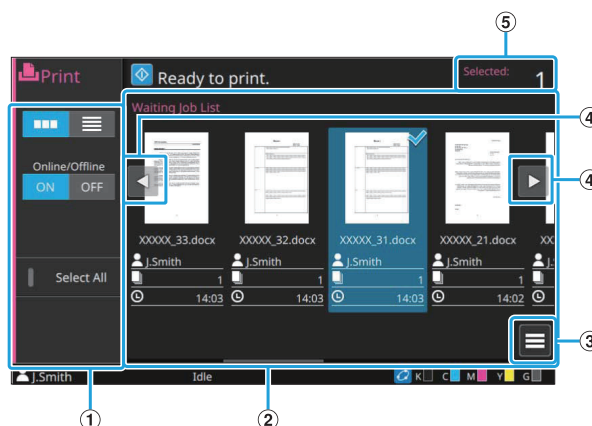 5
Print
Ready to print.
Selected:
1
Waiting Job List
4
Online/Offline
ON OFF
4
XXXXX_33.docx XXXXX_32.docx XXXXX_31.docx XXXXX_21.docx XX
J.Smith J.Smith J.Smith J.Smith J.
1 1 1 1
14:03 14:03 14:03 14:02
Select All
3
J.Smith Idle K C M Y G
1 2